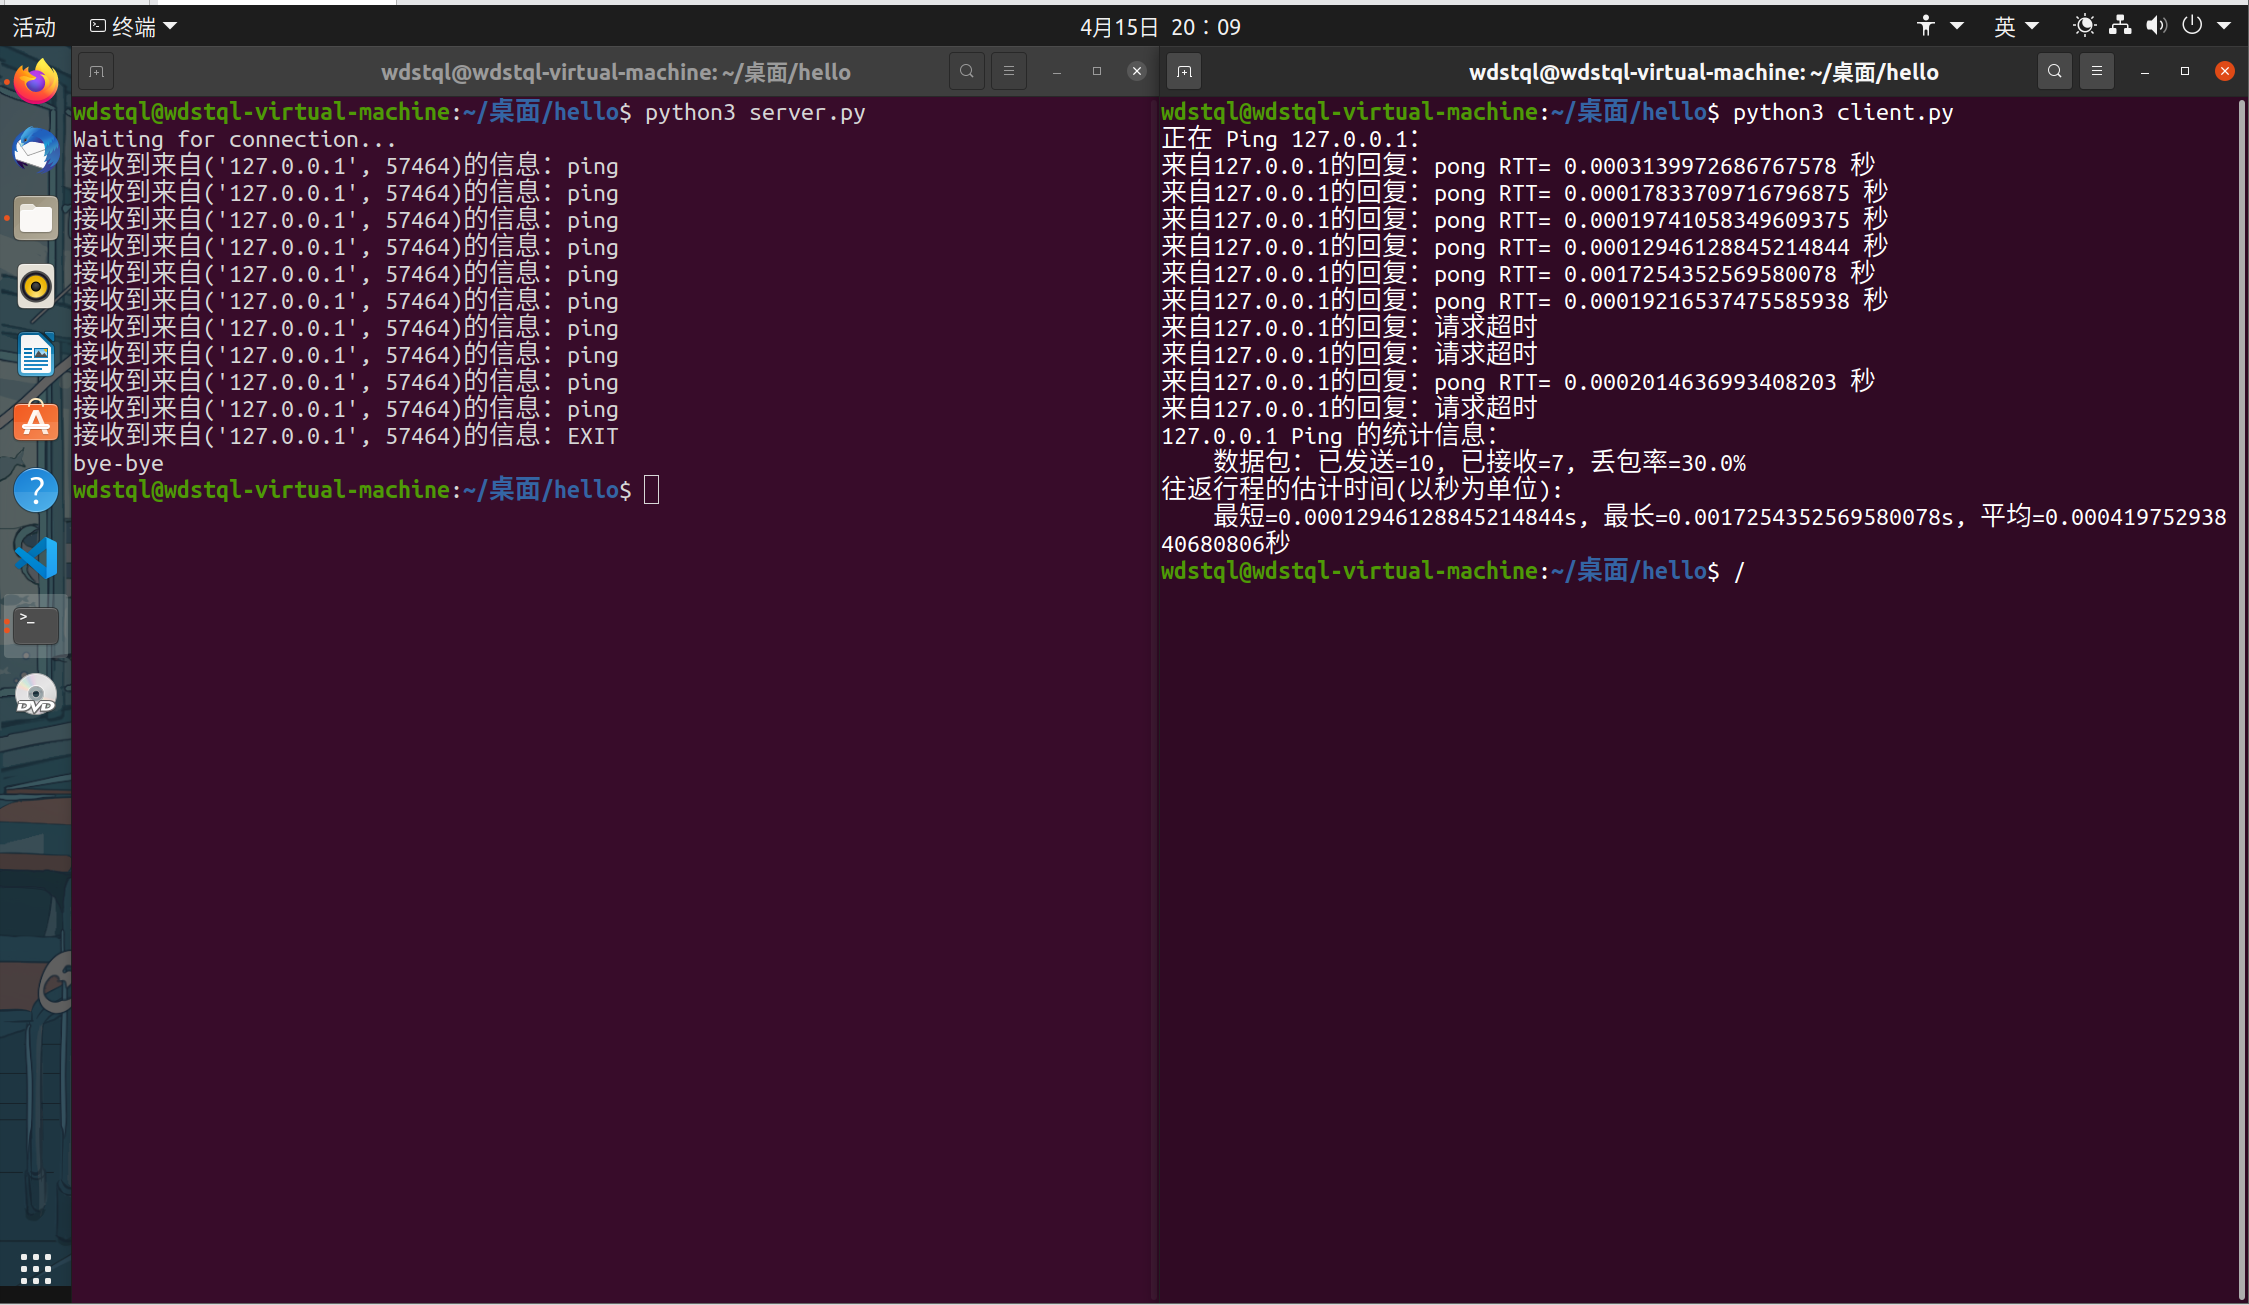 活动 终端 4月15日 20：09 英
wdstql@wdstql-virtual-machine: ~/桌面/hello
wdstql@wdstql-virtual-machine:~/桌面/hello$ python3 server.py
Waiting for connection...
接收到来自('127.0.0.1', 57464)的信息：ping
接收到来自('127.0.0.1', 57464)的信息：ping
接收到来自('127.0.0.1', 57464)的信息：ping
接收到来自('127.0.0.1', 57464)的信息：ping
接收到来自('127.0.0.1', 57464)的信息：ping
接收到来自('127.0.0.1', 57464)的信息：ping
接收到来自('127.0.0.1', 57464)的信息：ping
接收到来自('127.0.0.1', 57464)的信息：ping
接收到来自('127.0.0.1', 57464)的信息：ping
接收到来自('127.0.0.1', 57464)的信息：ping
接收到来自('127.0.0.1', 57464)的信息：EXIT
bye-bye
wdstql@wdstql-virtual-machine:~/桌面/hello$
wdstql@wdstql-virtual-machine: ~/桌面/hello
wdstql@wdstql-virtual-machine:~/桌面/hello$ python3 client.py
正在 Ping 127.0.0.1：
来自127.0.0.1的回复：pong RTT= 0.0003139972686767578 秒
来自127.0.0.1的回复：pong RTT= 0.00017833709716796875 秒
来自127.0.0.1的回复：pong RTT= 0.00019741058349609375 秒
来自127.0.0.1的回复：pong RTT= 0.00012946128845214844 秒
来自127.0.0.1的回复：pong RTT= 0.0017254352569580078 秒
来自127.0.0.1的回复：pong RTT= 0.00019216537475585938 秒
来自127.0.0.1的回复：请求超时
来自127.0.0.1的回复：请求超时
来自127.0.0.1的回复：pong RTT= 0.0002014636993408203 秒
来自127.0.0.1的回复：请求超时
127.0.0.1 Ping 的统计信息：
数据包：已发送=10，已接收=7，丢包率=30.0%
往返行程的估计时间(以秒为单位)：
最短=0.00012946128845214844s，最长=0.0017254352569580078s，平均=0.000419752938
40680806秒
wdstql@wdstql-virtual-machine:~/桌面/hello$ /
DVD